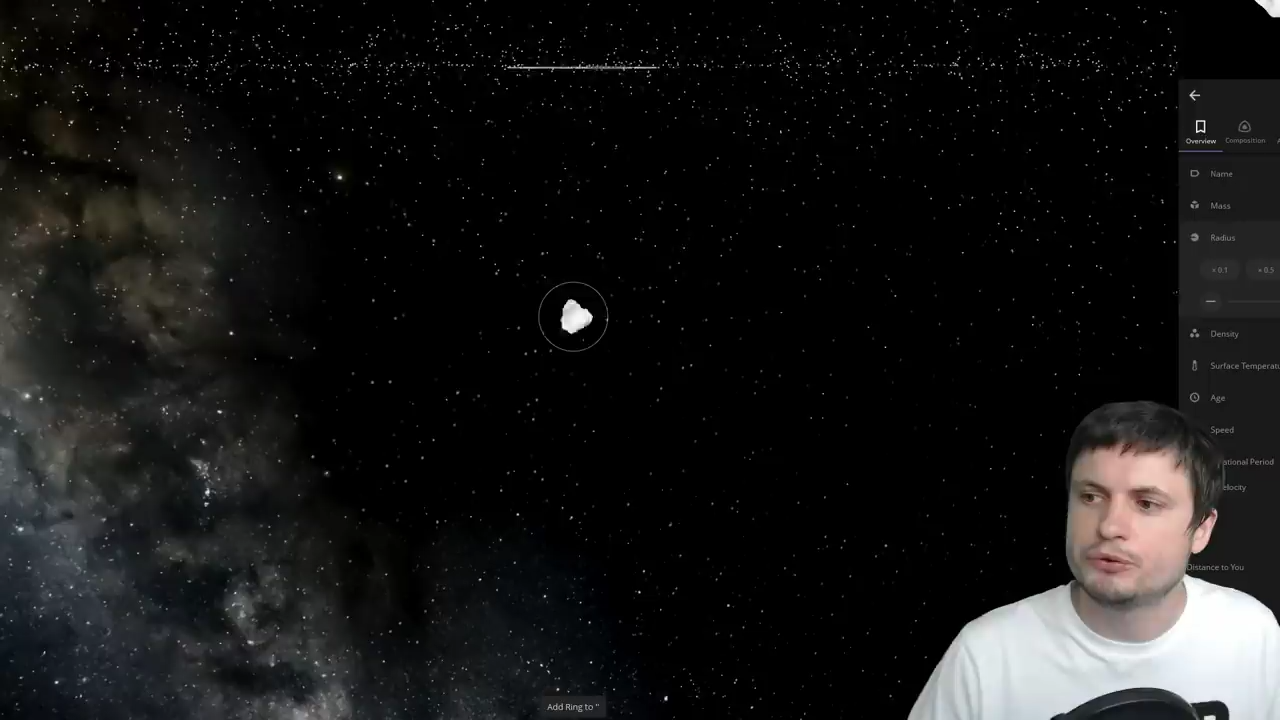 Overview Composition
Name
Mass
Radius
× 0.1 × 0.5
Density
Surface Temperatu
Age
Speed
ational Period
elocity
Distance to You
Add Ring to ''